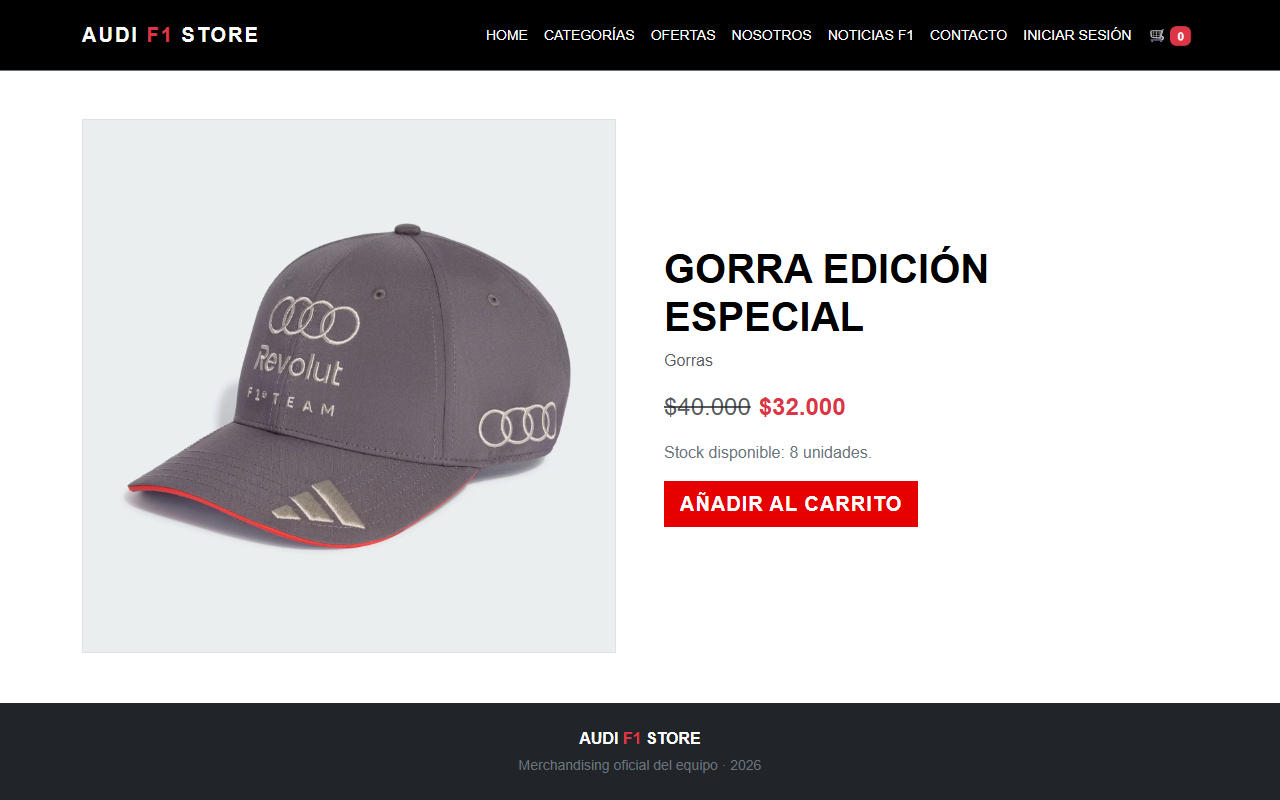 AUDI F1 STORE
HOME CATEGORÍAS OFERTAS NOSOTROS NOTICIAS F1 CONTACTO INICIAR SESIÓN 0
Revolut
F1® TEAM
GORRA EDICIÓN
ESPECIAL
Gorras
$40.000 $32.000
Stock disponible: 8 unidades.
AÑADIR AL CARRITO
AUDI F1 STORE
Merchandising oficial del equipo · 2026